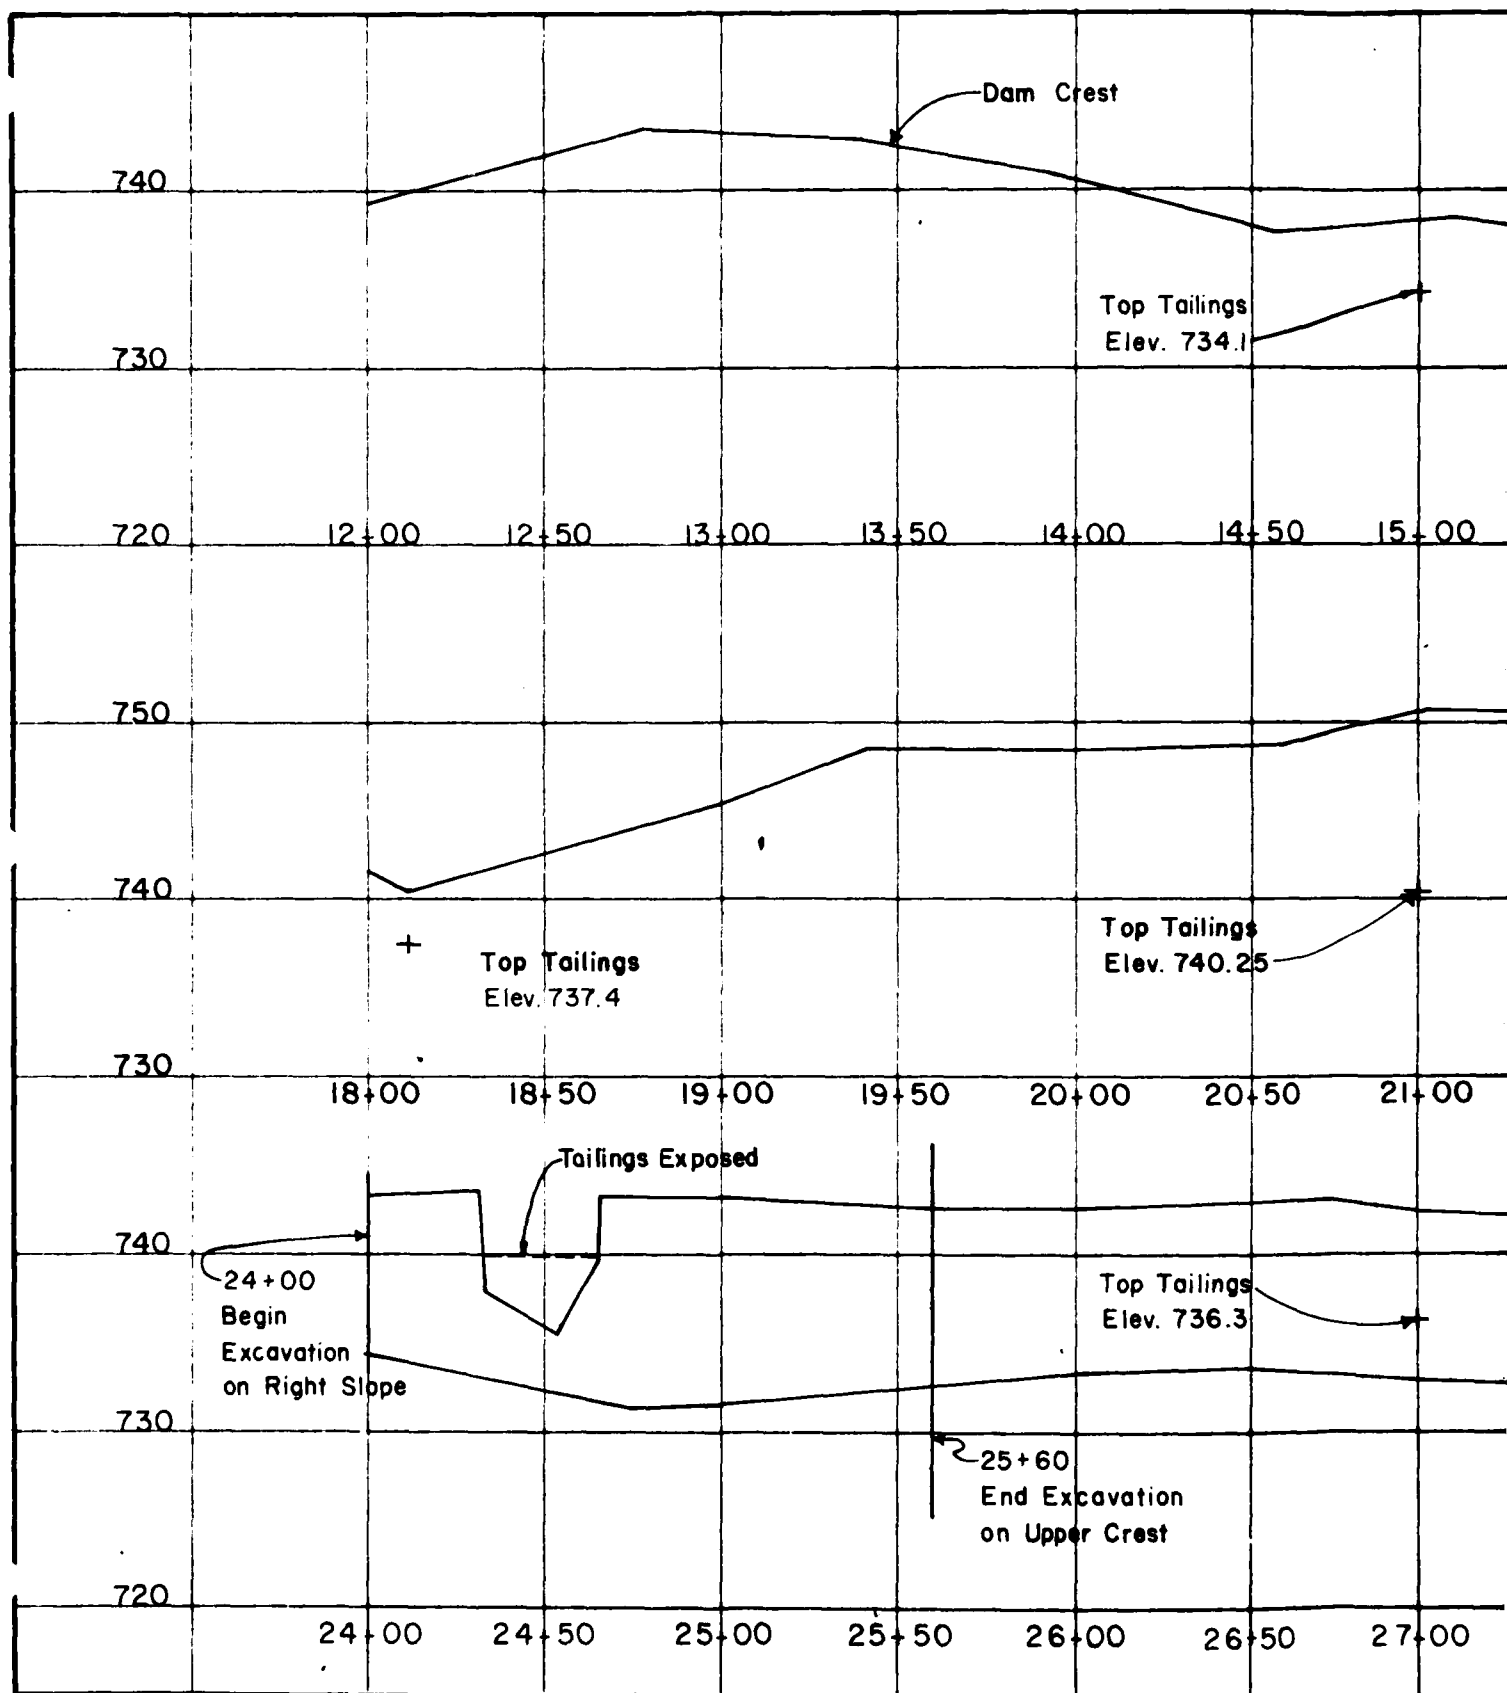 Dam Crest
740
Top Tailings
Elev. 734.1
730
720 12+00 12+50 13+00 13+50 14+00 14+50 15+00
750
740
Top Tailings
Elev. 740.25
Top Tailings
Elev. 737.4
730
18+00 18+50 19+00 19+50 20+00 20+50 21+00
Tailings Exposed
740
24+00
Begin
Excavation
on Right Slope
Top Tailings
Elev. 736.3
730
25+60
End Excavation
on Upper Crest
720
24+00 24+50 25+00 25+50 26+00 26+50 27+00